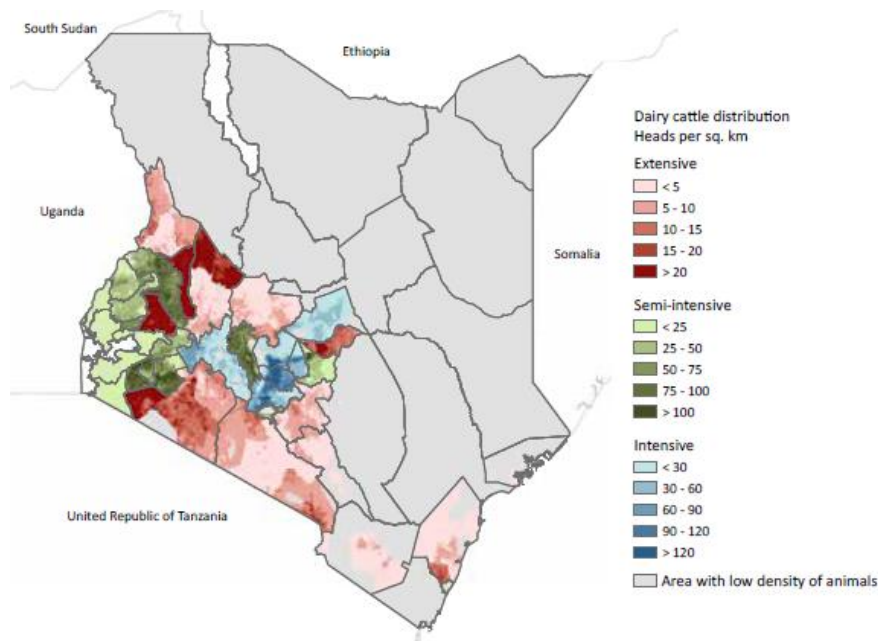 South Sudan
Ethiopia
Uganda
Somalia
United Republic of Tanzania
Dairy cattle distribution
Heads per sq. km
Extensive
< 5
5 - 10
10 - 15
15 - 20
> 20
Semi-intensive
< 25
25 - 50
50 - 75
75 - 100
> 100
Intensive
< 30
30 - 60
60 - 90
90 - 120
> 120
Area with low density of animals